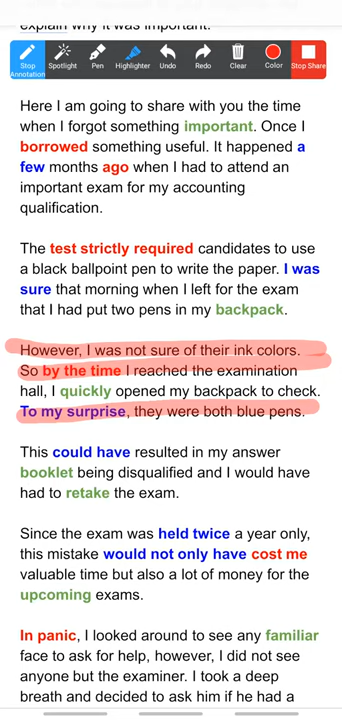 explain why it was important.
Stop Annotation
Spotlight
Pen
Highlighter
Undo
Redo
Clear
Color
Stop Share
Here I am going to share with you the time
when I forgot something important. Once I
borrowed something useful. It happened a
few months ago when I had to attend an
important exam for my accounting
qualification.
The test strictly required candidates to use
a black ballpoint pen to write the paper. I was
sure that morning when I left for the exam
that I had put two pens in my backpack.
However, I was not sure of their ink colors.
So by the time I reached the examination
hall, I quickly opened my backpack to check.
To my surprise, they were both blue pens.
This could have resulted in my answer
booklet being disqualified and I would have
had to retake the exam.
Since the exam was held twice a year only,
this mistake would not only have cost me
valuable time but also a lot of money for the
upcoming exams.
In panic, I looked around to see any familiar
face to ask for help, however, I did not see
anyone but the examiner. I took a deep
breath and decided to ask him if he had a